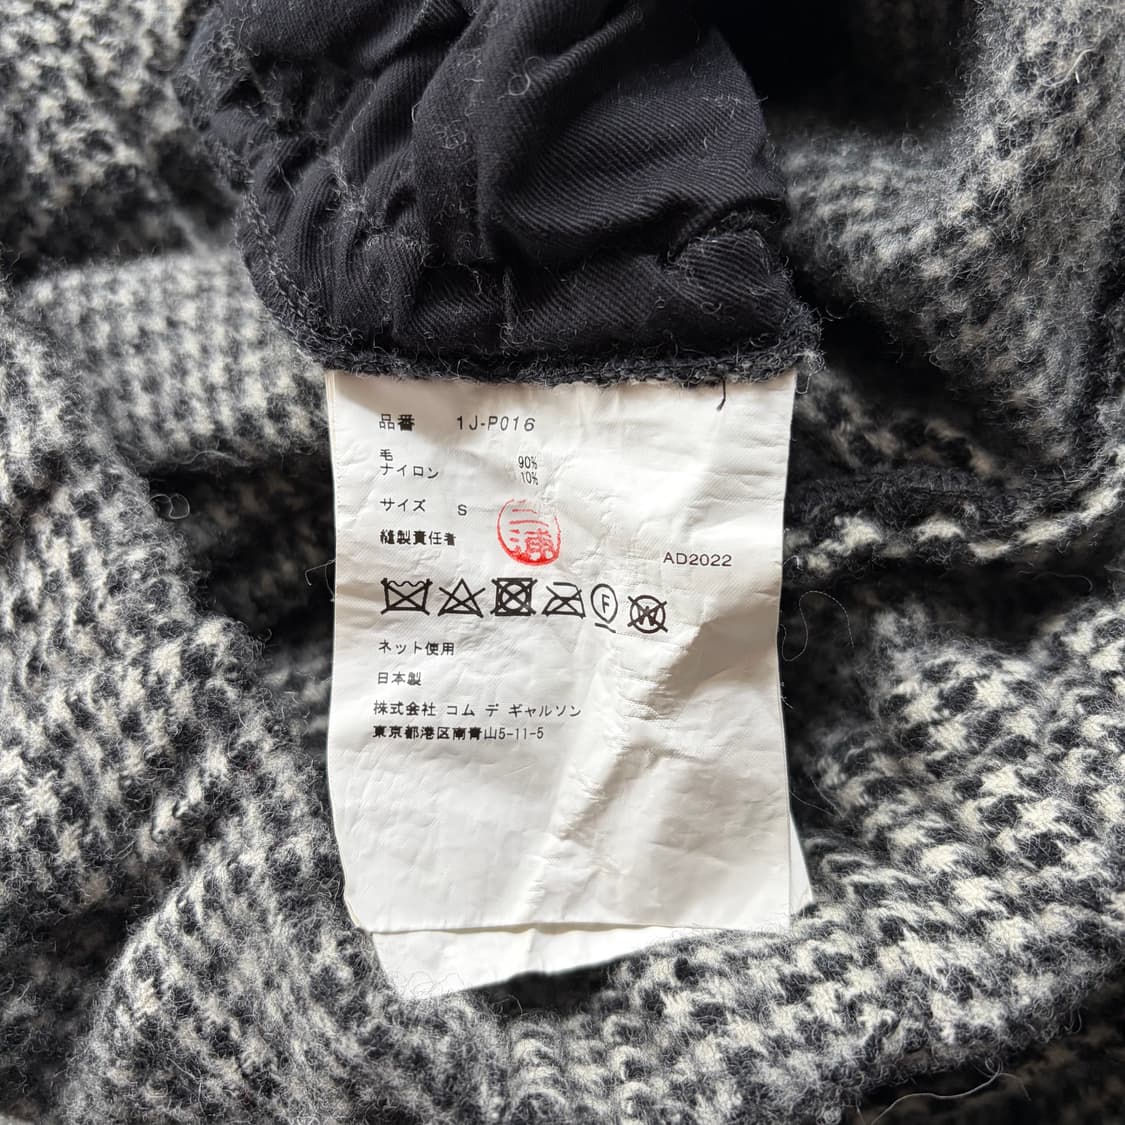 品番 1J-P016
毛 90%
ナイロン 10%
サイズ S
縫製責任者
AD2022
F W
ネット使用
日本製
株式会社 コム デ ギャルソン
東京都港区南青山5-11-5